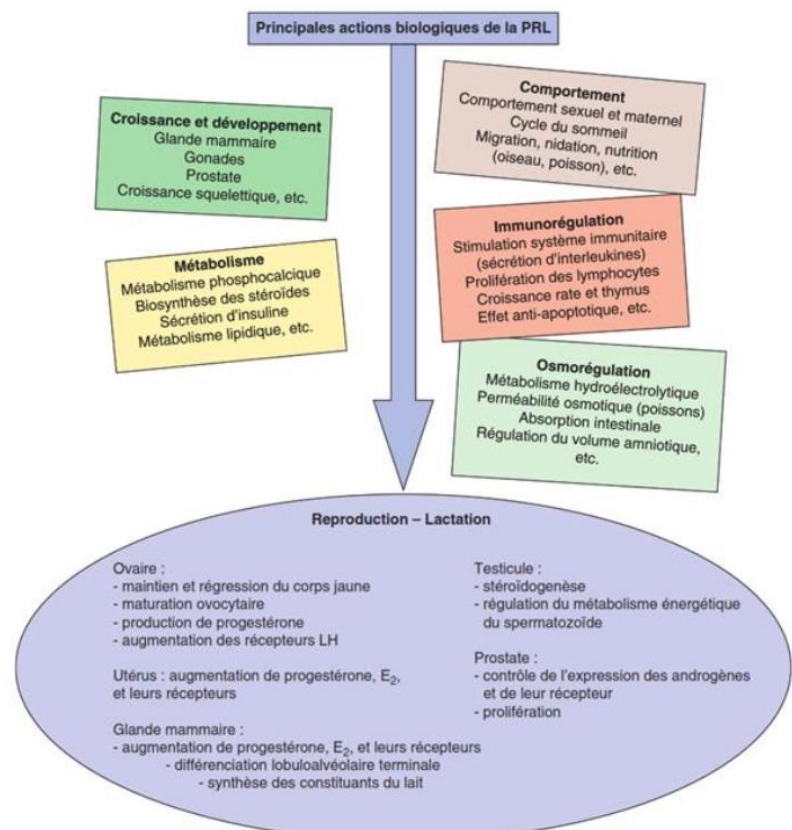 Principales actions biologiques de la PRL
Croissance et développement
Glande mammaire
Gonades
Prostate
Croissance squelettique, etc.
Métabolisme
Métabolisme phosphocalcique
Biosynthèse des stéroïdes
Sécrétion d'insuline
Métabolisme lipidique, etc.
Comportement
Comportement sexuel et maternel
Cycle du sommeil
Migration, nidation, nutrition
(oiseau, poisson), etc.
Immunorégulation
Stimulation système immunitaire
(sécrétion d'interleukines)
Prolifération des lymphocytes
Croissance rate et thymus
Effet anti-apoptotique, etc.
Osmorégulation
Métabolisme hydroélectrolytique
Perméabilité osmotique (poissons)
Absorption intestinale
Régulation du volume amniotique,
etc.
Reproduction – Lactation
Ovaire :
- maintien et régression du corps jaune
- maturation ovocytaire
- production de progestérone
- augmentation des récepteurs LH
Utérus : augmentation de progestérone, E₂,
et leurs récepteurs
Glande mammaire :
- augmentation de progestérone, E₂, et leurs récepteurs
- différenciation lobuloalvéolaire terminale
- synthèse des constituants du lait
Testicule :
- stéroïdogenèse
- régulation du métabolisme énergétique
du spermatozoïde
Prostate :
- contrôle de l'expression des androgènes
et de leur récepteur
- prolifération